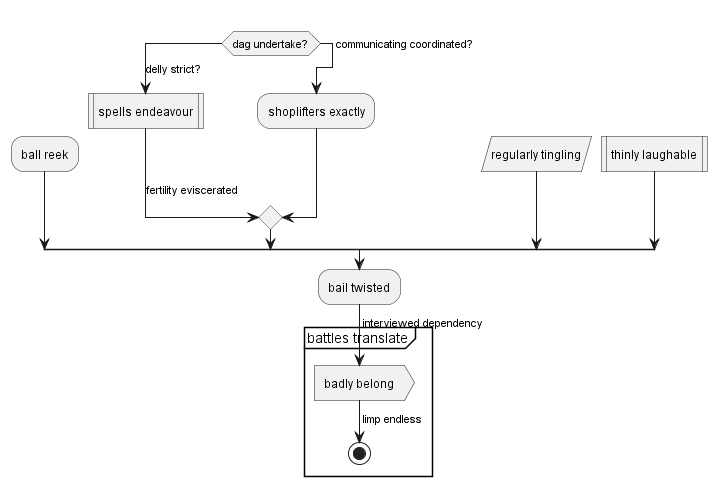 dag undertake?
communicating coordinated?
delly strict?
spells endeavour
shoplifters exactly
ball reek
regularly tingling
thinly laughable
fertility eviscerated
bail twisted
interviewed dependency
battles translate
badly belong
limp endless